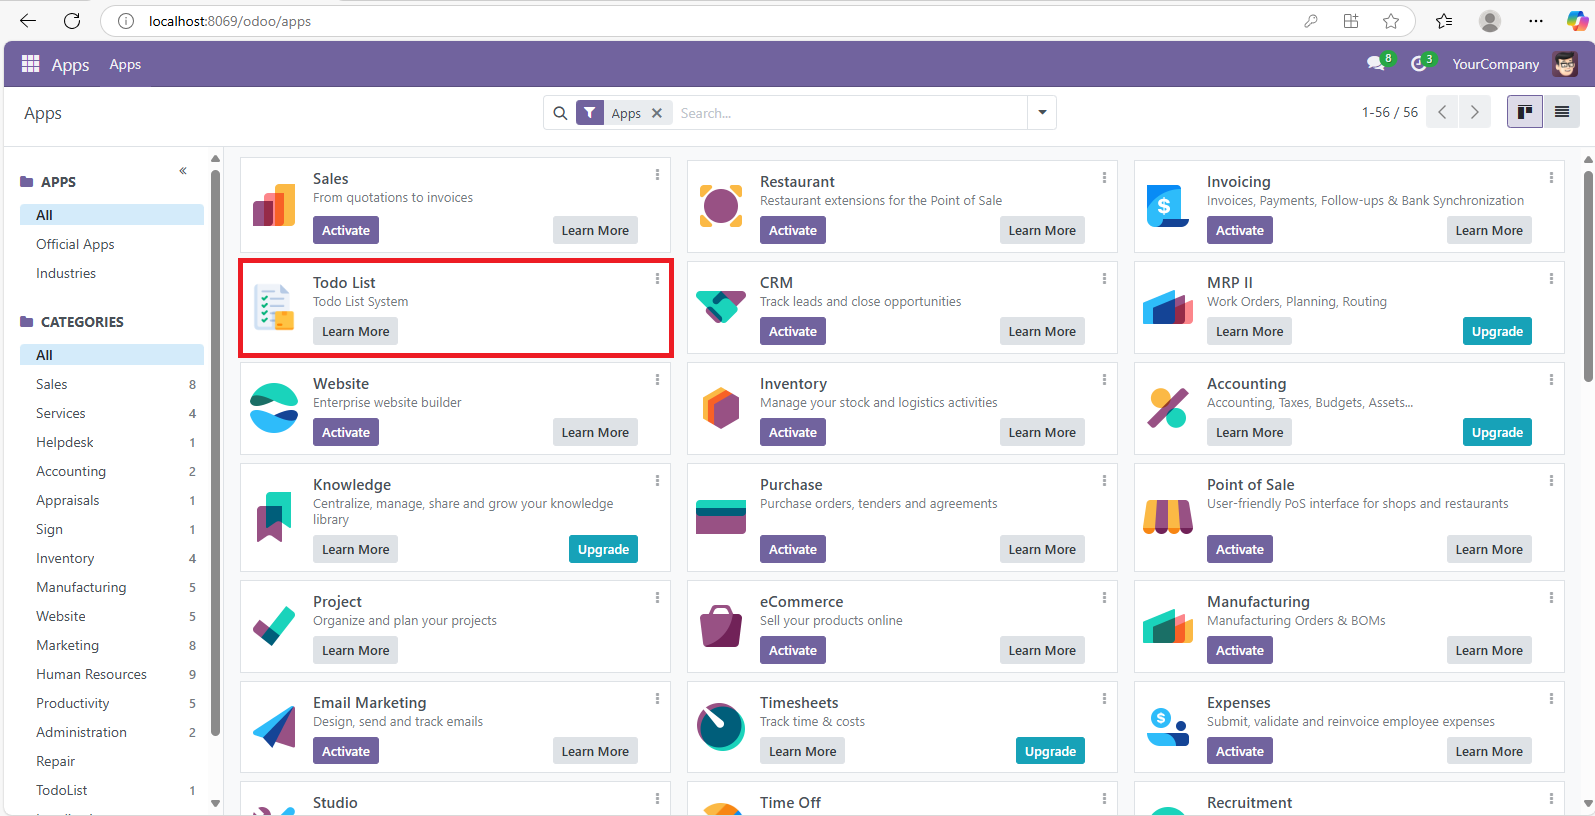 localhost:8069/odoo/apps
Apps Apps 8 3 YourCompany
Apps Apps Search... 1-56 / 56
APPS
All
Official Apps
Industries
CATEGORIES
All
Sales 8
Services 4
Helpdesk 1
Accounting 2
Appraisals 1
Sign 1
Inventory 4
Manufacturing 5
Website 5
Marketing 8
Human Resources 9
Productivity 5
Administration 2
Repair
TodoList 1
Sales
From quotations to invoices
Activate Learn More
Restaurant
Restaurant extensions for the Point of Sale
Activate Learn More
Invoicing
Invoices, Payments, Follow-ups & Bank Synchronization
Activate Learn More
Todo List
Todo List System
Learn More
CRM
Track leads and close opportunities
Activate Learn More
MRP II
Work Orders, Planning, Routing
Learn More Upgrade
Website
Enterprise website builder
Activate Learn More
Inventory
Manage your stock and logistics activities
Activate Learn More
Accounting
Accounting, Taxes, Budgets, Assets...
Learn More Upgrade
Knowledge
Centralize, manage, share and grow your knowledge
library
Learn More Upgrade
Purchase
Purchase orders, tenders and agreements
Activate Learn More
Point of Sale
User-friendly PoS interface for shops and restaurants
Activate Learn More
Project
Organize and plan your projects
Learn More
eCommerce
Sell your products online
Activate Learn More
Manufacturing
Manufacturing Orders & BOMs
Activate Learn More
Email Marketing
Design, send and track emails
Activate Learn More
Timesheets
Track time & costs
Learn More Upgrade
Expenses
Submit, validate and reinvoice employee expenses
Activate Learn More
Studio
Time Off
Recruitment